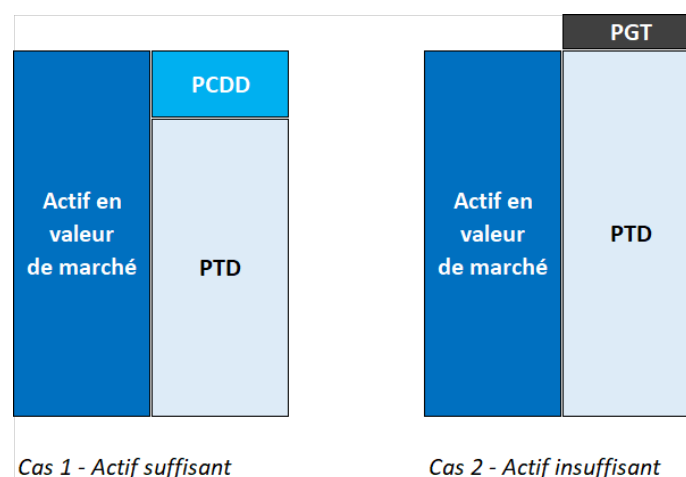 PGT
PCDD
Actif en
valeur
de marché
PTD
Actif en
valeur
de marché
PTD
Cas 1 - Actif suffisant
Cas 2 - Actif insuffisant